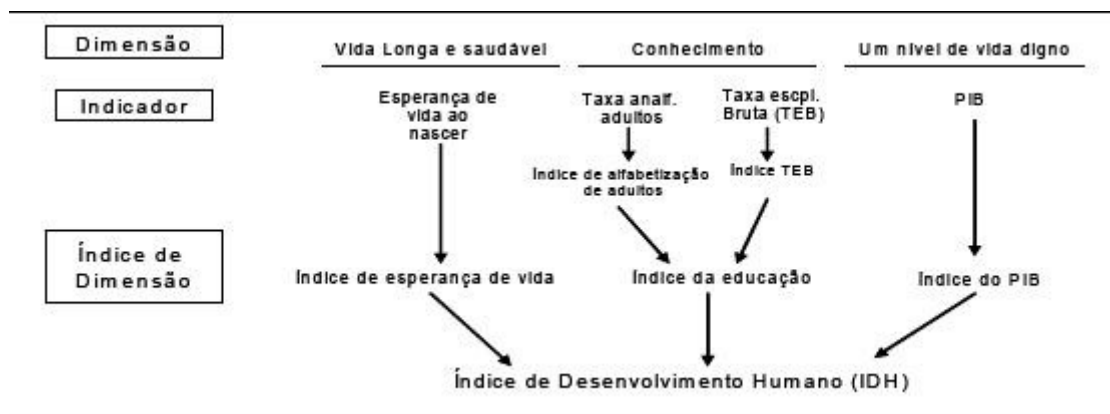 Dimensão
Vida Longa e saudável
Conhecimento
Um nível de vida digno
Indicador
Esperança de
vida ao
nascer
Taxa analf.
adultos
Taxa escpl.
Bruta (TEB)
PIB
Índice de alfabetização
de adultos
Índice TEB
Índice de
Dimensão
Índice de esperança de vida
Índice da educação
Índice do PIB
Índice de Desenvolvimento Humano (IDH)